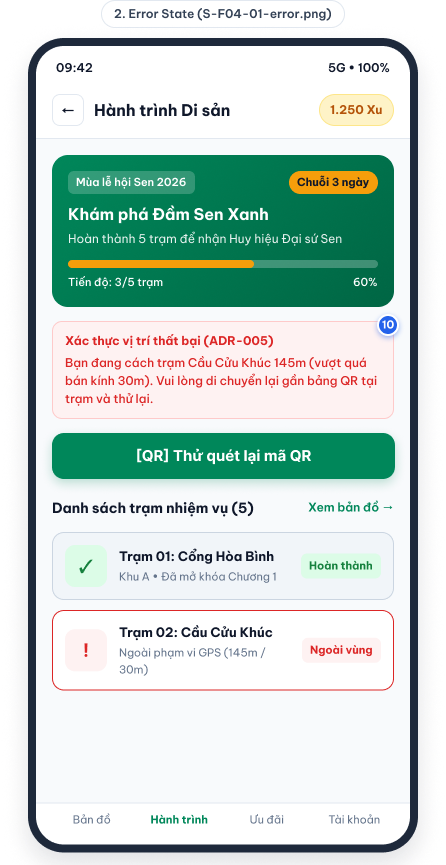 2. Error State (S-F04-01-error.png)
09:42
5G • 100%
←
Hành trình Di sản
1.250 Xu
Mùa lễ hội Sen 2026
Chuỗi 3 ngày
Khám phá Đầm Sen Xanh
Hoàn thành 5 trạm để nhận Huy hiệu Đại sứ Sen
Tiến độ: 3/5 trạm
60%
10
Xác thực vị trí thất bại (ADR-005)
Bạn đang cách trạm Cầu Cửu Khúc 145m (vượt quá
bán kính 30m). Vui lòng di chuyển lại gần bảng QR tại
trạm và thử lại.
[QR] Thử quét lại mã QR
Danh sách trạm nhiệm vụ (5)
Xem bản đồ →
✓
Trạm 01: Cổng Hòa Bình
Khu A • Đã mở khóa Chương 1
Hoàn thành
!
Trạm 02: Cầu Cửu Khúc
Ngoài phạm vi GPS (145m /
30m)
Ngoài vùng
Bản đồ
Hành trình
Ưu đãi
Tài khoản